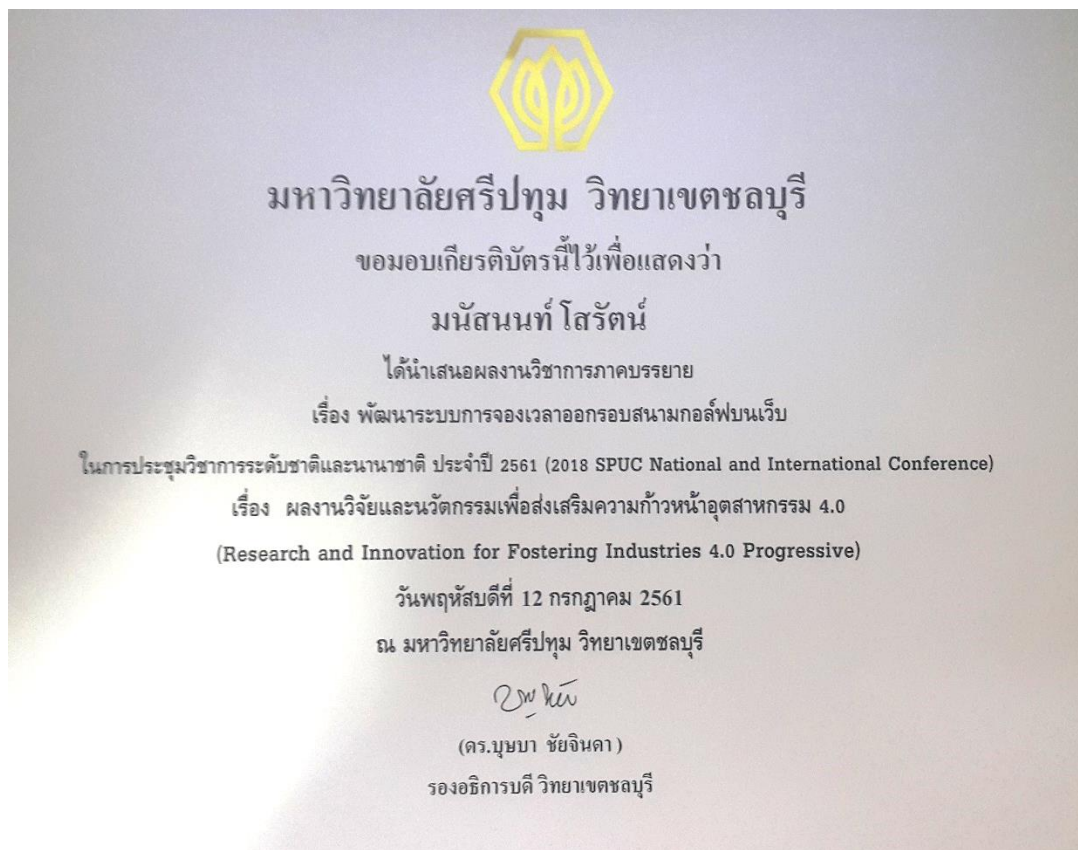 มหาวิทยาลัยศรีปทุม วิทยาเขตชลบุรี
ขอมอบเกียรติบัตรนี้ไว้เพื่อแสดงว่า
มนัสนนท์ โสรัตน์
ได้นำเสนอผลงานวิชาการภาคบรรยาย
เรื่อง พัฒนาระบบการจองเวลาออกรอบสนามกอล์ฟบนเว็บ
ในการประชุมวิชาการระดับชาติและนานาชาติ ประจำปี 2561 (2018 SPUC National and International Conference)
เรื่อง ผลงานวิจัยและนวัตกรรมเพื่อส่งเสริมความก้าวหน้าอุตสาหกรรม 4.0
(Research and Innovation for Fostering Industries 4.0 Progressive)
วันพฤหัสบดีที่ 12 กรกฎาคม 2561
ณ มหาวิทยาลัยศรีปทุม วิทยาเขตชลบุรี
(ดร.บุษบา ชัยจินดา)
รองอธิการบดี วิทยาเขตชลบุรี